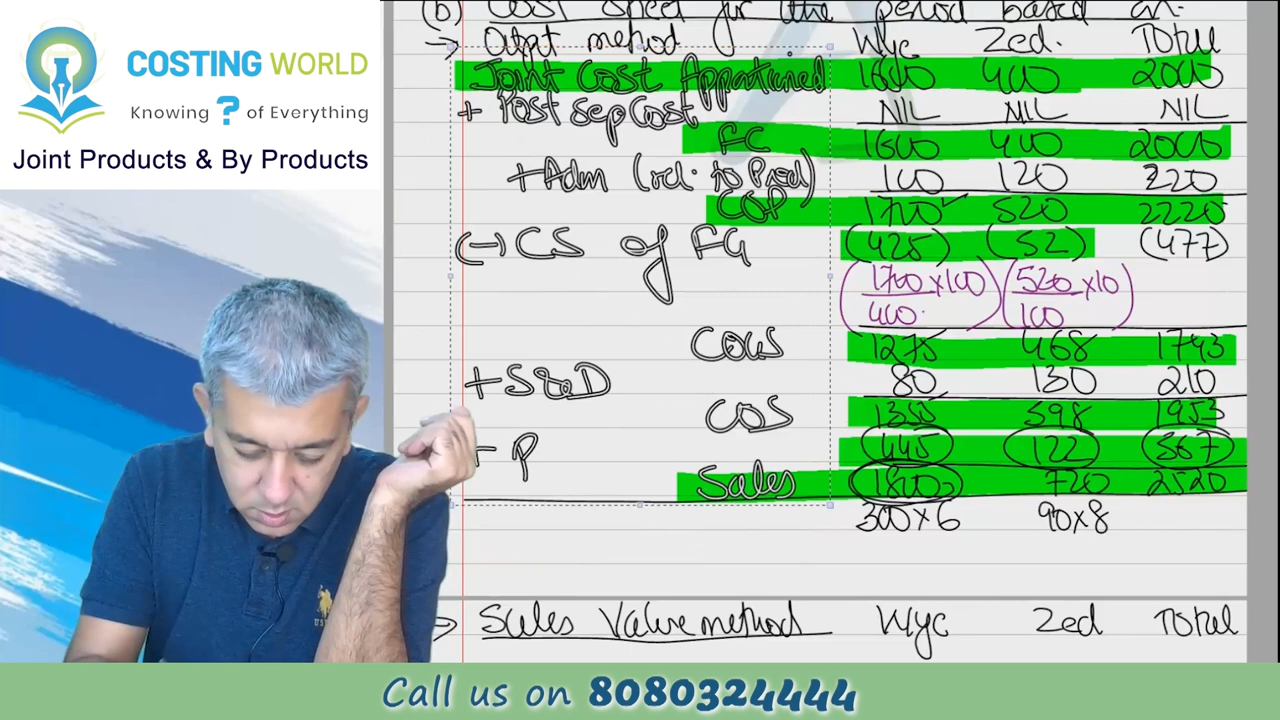 COSTING WORLD
Knowing ? of Everything
Joint Products & By Products
(b) Cost sheet for the period based on
→ Output method Wyc Zed. Total
Joint Cost Apportioned 1600 400 2000
+ Post sep Cost NIL NIL NIL
FC 1600 400 2000
+ Adm (rel. to Prod) 100 120 220
COP 1700 520 2220
(-) CS of FG (425) (52) (477)
(1700/400 × 100) (520/100 × 10)
COGS 1275 468 1743
+ S & D 80 130 210
COS 1355 598 1953
+ P 445 122 567
Sales 1800 720 2520
300 × 6 90 × 8
→ Sales Value method Wyc Zed Total
Call us on 8080324444